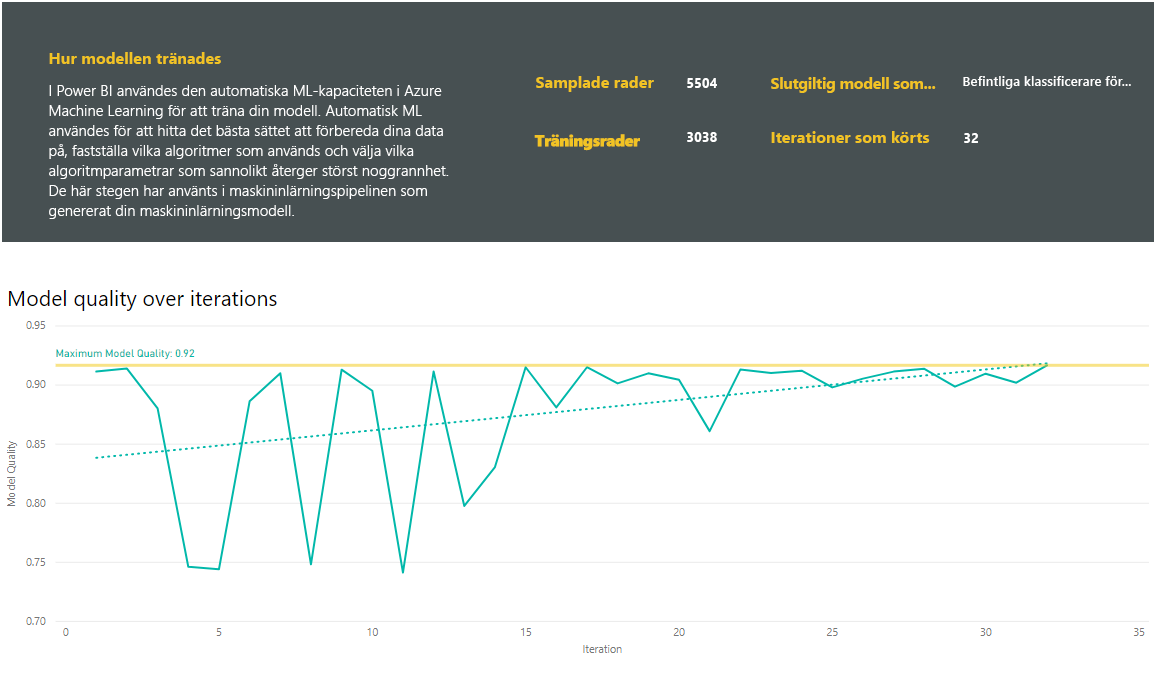 Hur modellen tränades
I Power BI användes den automatiska ML-kapaciteten i Azure
Machine Learning för att träna din modell. Automatisk ML
användes för att hitta det bästa sättet att förbereda dina data
på, fastställa vilka algoritmer som används och välja vilka
algoritmparametrar som sannolikt återger störst noggrannhet.
De här stegen har använts i maskininlärningspipelinen som
genererat din maskininlärningsmodell.
Samplade rader 5504
Slutgiltig modell som... Befintliga klassificerare för...
Träningsrader 3038
Iterationer som körts 32
Model quality over iterations
0.95
Maximum Model Quality: 0.92
0.90
0.85
0.80
0.75
0.70
Model Quality
0 5 10 15 20 25 30 35
Iteration